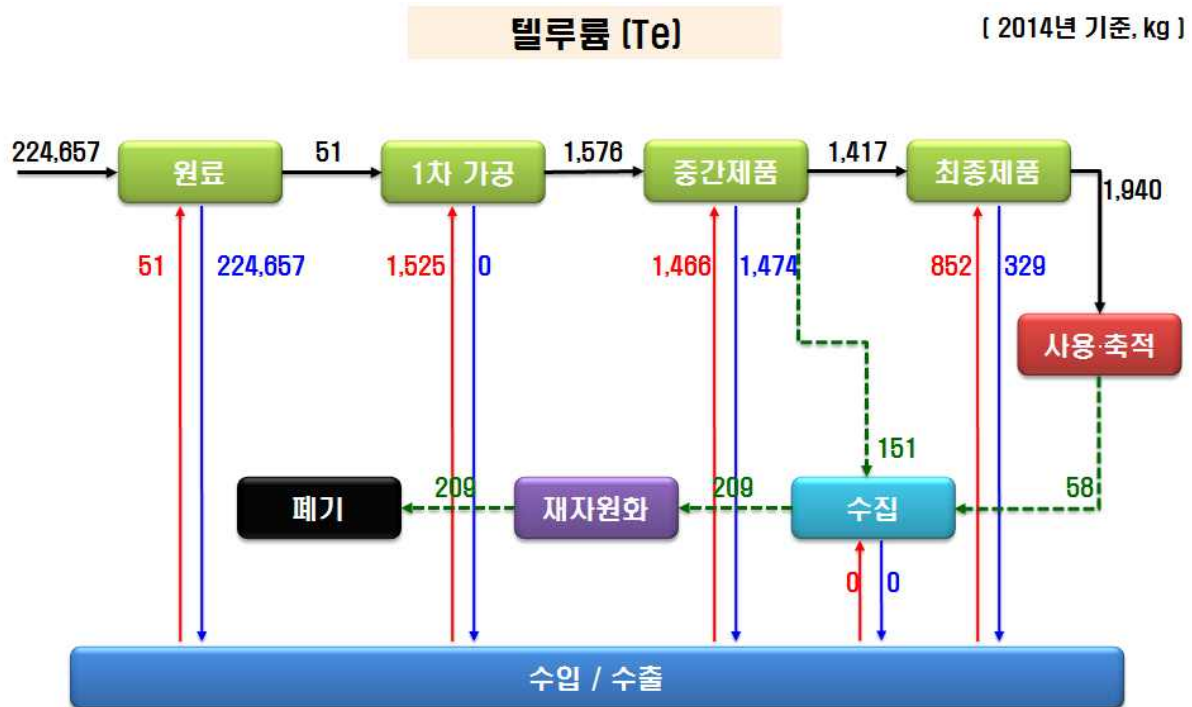 텔루륨 (Te)
( 2014년 기준, kg )
224,657
원료
51
1차 가공
1,576
중간제품
1,417
최종제품
1,940
51
224,657
1,525
0
1,466
1,474
852
329
사용·축적
151
58
폐기
209
재자원화
209
수집
0
0
수입 / 수출